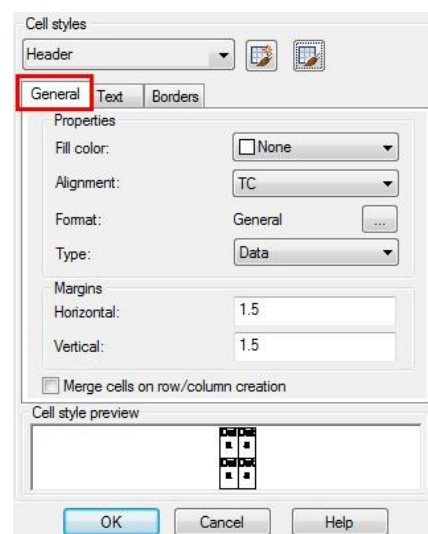 Cell styles
Header
General Text Borders
Properties
Fill color: None
Alignment: TC
Format: General ...
Type: Data
Margins
Horizontal: 1.5
Vertical: 1.5
Merge cells on row/column creation
Cell style preview
OK Cancel Help